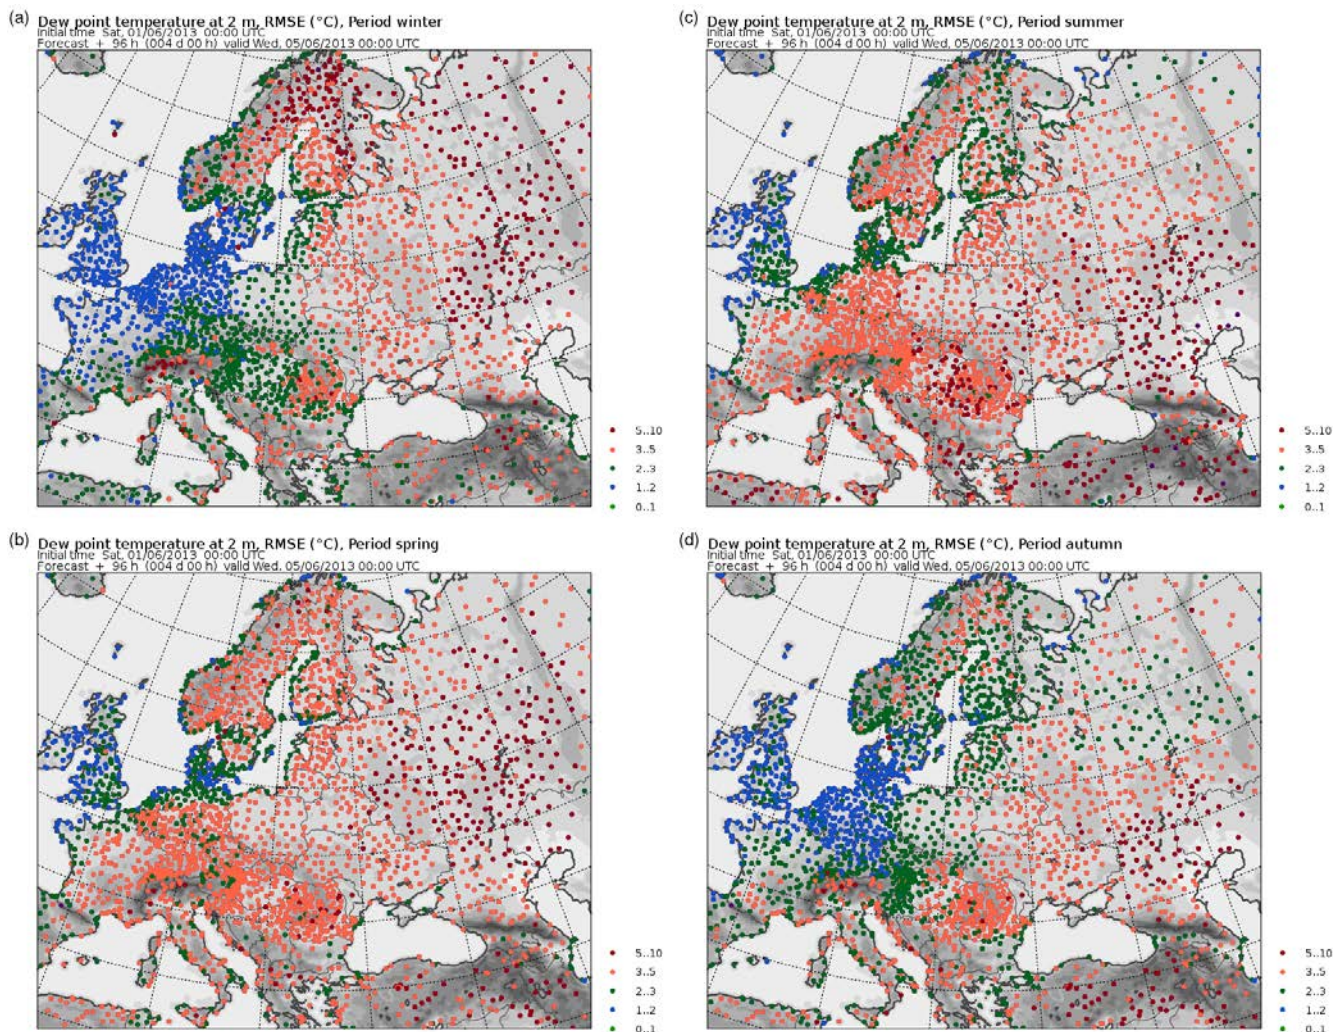 (a)
Dew point temperature at 2 m, RMSE (°C), Period winter
Initial time Sat, 01/06/2013 00:00 UTC
Forecast + 96 h (004 d 00 h) valid Wed, 05/06/2013 00:00 UTC
5..10
3..5
2..3
1..2
0..1
(c)
Dew point temperature at 2 m, RMSE (°C), Period summer
Initial time Sat, 01/06/2013 00:00 UTC
Forecast + 96 h (004 d 00 h) valid Wed, 05/06/2013 00:00 UTC
5..10
3..5
2..3
1..2
0..1
(b)
Dew point temperature at 2 m, RMSE (°C), Period spring
Initial time Sat, 01/06/2013 00:00 UTC
Forecast + 96 h (004 d 00 h) valid Wed, 05/06/2013 00:00 UTC
5..10
3..5
2..3
1..2
0..1
(d)
Dew point temperature at 2 m, RMSE (°C), Period autumn
Initial time Sat, 01/06/2013 00:00 UTC
Forecast + 96 h (004 d 00 h) valid Wed, 05/06/2013 00:00 UTC
5..10
3..5
2..3
1..2
0..1